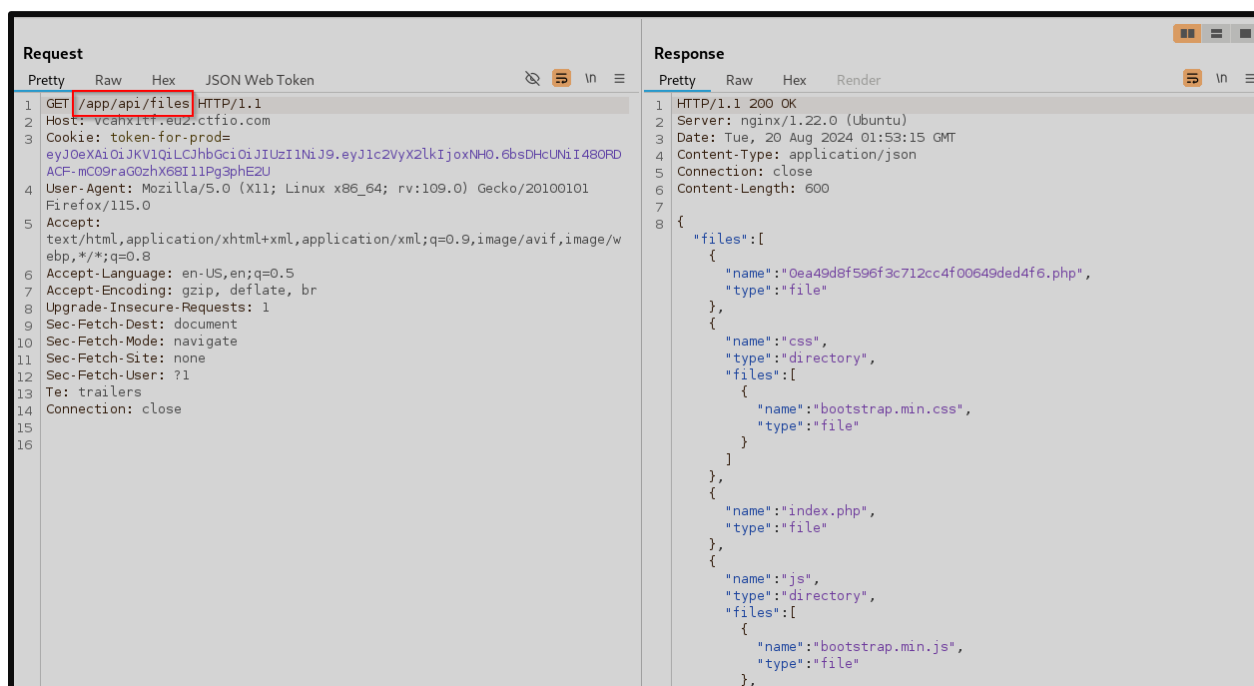 Request
Pretty Raw Hex JSON Web Token \n
1 GET /app/api/files HTTP/1.1
2 Host: vcahx1tf.eu2.ctfio.com
3 Cookie: token-for-prod=
eyJ0eXAiOiJKV1QiLCJhbGciOiJIUzI1NiJ9.eyJ1c2VyX2lkIjoxNH0.6bsDHcUNiI480RD
ACF-mC09raG0zhX68I11Pg3phE2U
4 User-Agent: Mozilla/5.0 (X11; Linux x86_64; rv:109.0) Gecko/20100101
Firefox/115.0
5 Accept:
text/html,application/xhtml+xml,application/xml;q=0.9,image/avif,image/w
ebp,*/*;q=0.8
6 Accept-Language: en-US,en;q=0.5
7 Accept-Encoding: gzip, deflate, br
8 Upgrade-Insecure-Requests: 1
9 Sec-Fetch-Dest: document
10 Sec-Fetch-Mode: navigate
11 Sec-Fetch-Site: none
12 Sec-Fetch-User: ?1
13 Te: trailers
14 Connection: close
15
16
Response
Pretty Raw Hex Render \n
1 HTTP/1.1 200 OK
2 Server: nginx/1.22.0 (Ubuntu)
3 Date: Tue, 20 Aug 2024 01:53:15 GMT
4 Content-Type: application/json
5 Connection: close
6 Content-Length: 600
7
8 {
"files":[
{
"name":"0ea49d8f596f3c712cc4f00649ded4f6.php",
"type":"file"
},
{
"name":"css",
"type":"directory",
"files":[
{
"name":"bootstrap.min.css",
"type":"file"
}
]
},
{
"name":"index.php",
"type":"file"
},
{
"name":"js",
"type":"directory",
"files":[
{
"name":"bootstrap.min.js",
"type":"file"
},